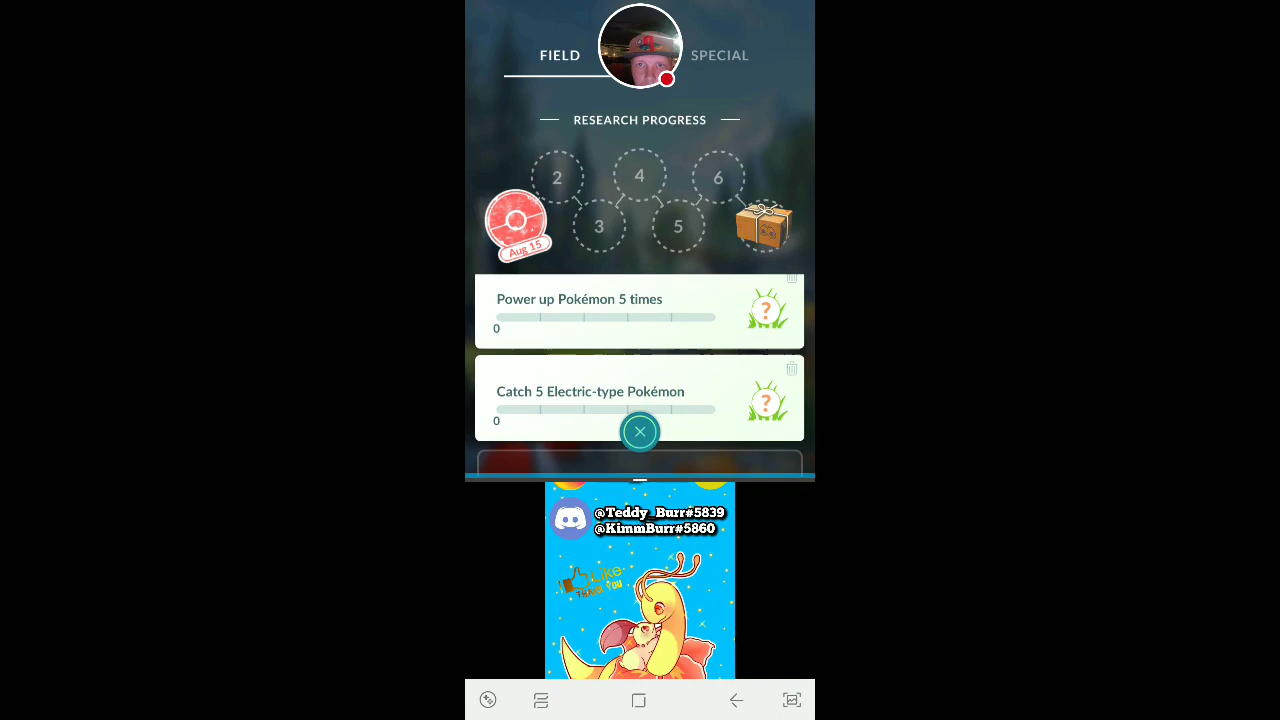 FIELD
SPECIAL
RESEARCH PROGRESS
2
4
6
3
5
Aug 15
Power up Pokémon 5 times
?
0
Catch 5 Electric-type Pokémon
?
0
@Teddy_Burr#5839
@KimmBurr#5860
Like
THANK YOU